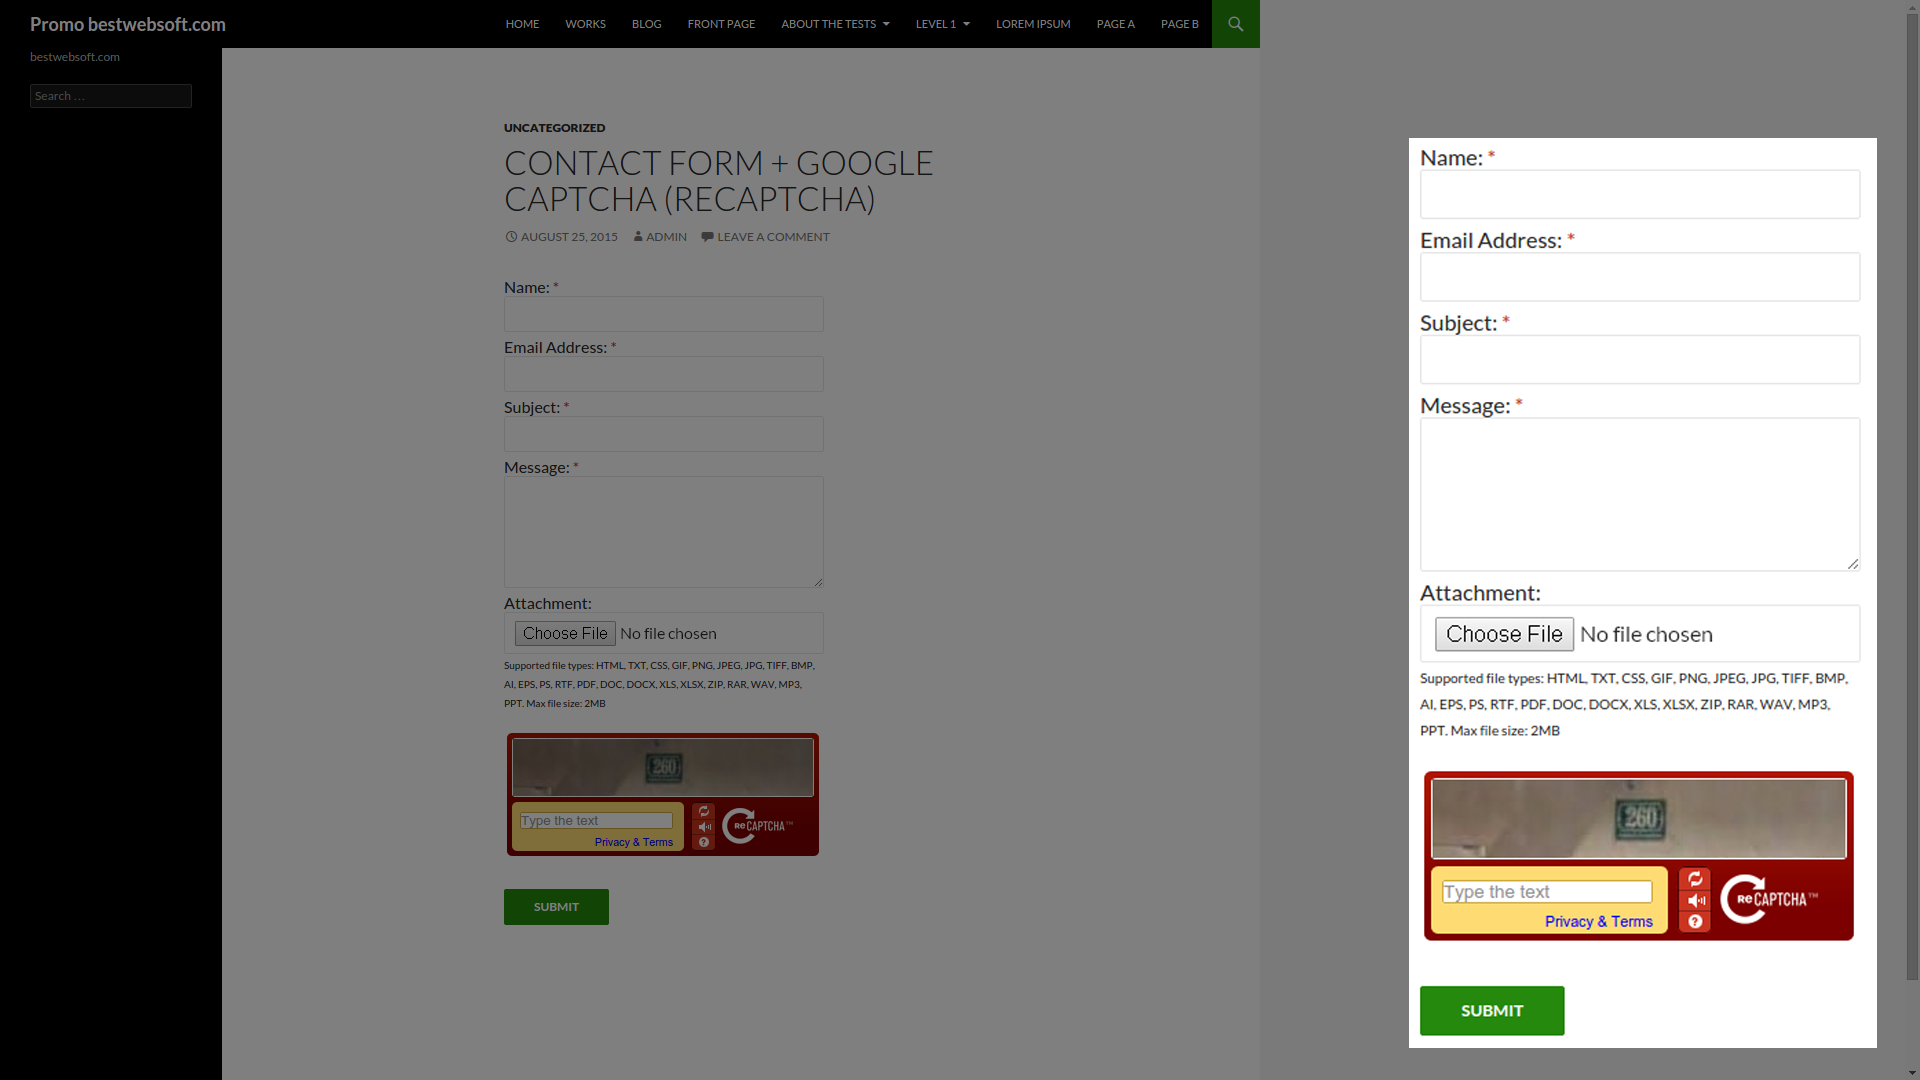 Promo bestwebsoft.com
HOME WORKS BLOG FRONT PAGE ABOUT THE TESTS LEVEL 1 LOREM IPSUM PAGE A PAGE B
bestwebsoft.com
Search …
UNCATEGORIZED
CONTACT FORM + GOOGLE
CAPTCHA (RECAPTCHA)
AUGUST 25, 2015 ADMIN LEAVE A COMMENT
Name: *
Email Address: *
Subject: *
Message: *
Attachment:
Choose File No file chosen
Supported file types: HTML, TXT, CSS, GIF, PNG, JPEG, JPG, TIFF, BMP,
AI, EPS, PS, RTF, PDF, DOC, DOCX, XLS, XLSX, ZIP, RAR, WAV, MP3,
PPT. Max file size: 2MB
260
Type the text
Privacy & Terms
reCAPTCHA™
SUBMIT
Name: *
Email Address: *
Subject: *
Message: *
Attachment:
Choose File No file chosen
Supported file types: HTML, TXT, CSS, GIF, PNG, JPEG, JPG, TIFF, BMP,
AI, EPS, PS, RTF, PDF, DOC, DOCX, XLS, XLSX, ZIP, RAR, WAV, MP3,
PPT. Max file size: 2MB
260
Type the text
Privacy & Terms
reCAPTCHA™
SUBMIT